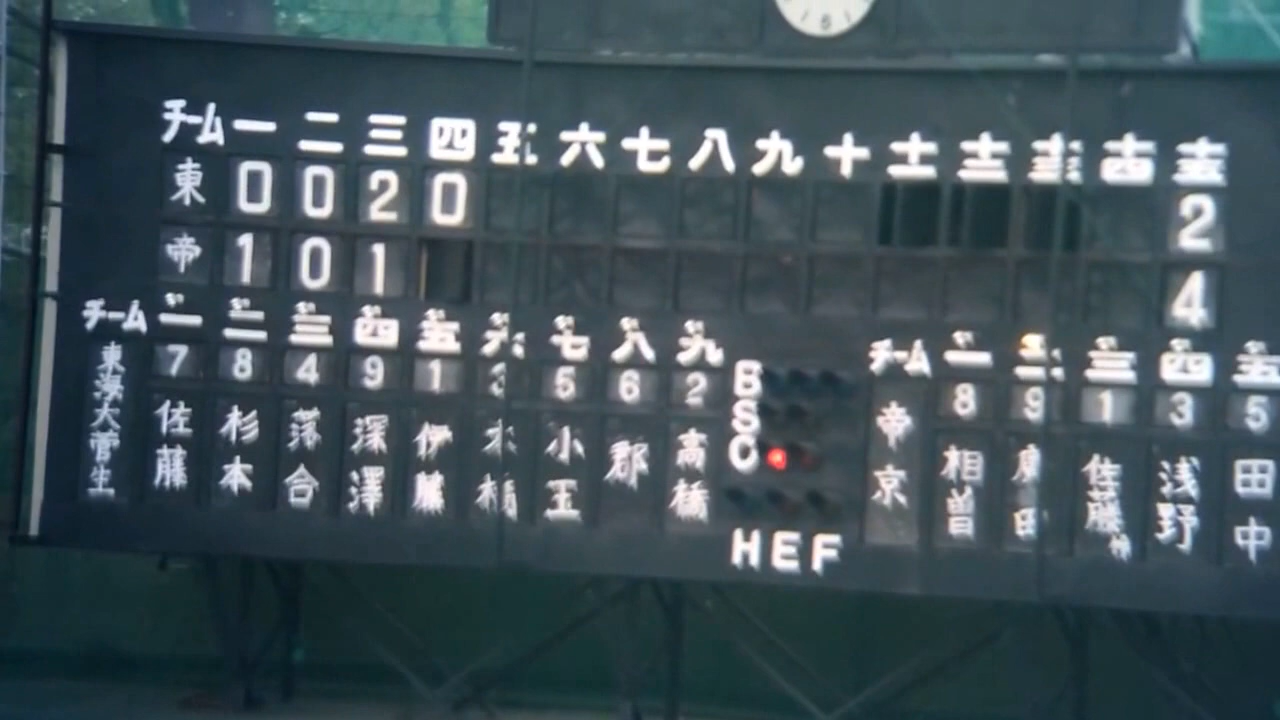 チーム 一 二 三 四 五 六 七 八 九 十 十一 十二 十三 十四 十五
東 0 0 2 0 2
帝 1 0 1 4
チーム 一 二 三 四 五 六 七 八 九
東海大菅生 7 8 4 9 1 3 5 6 2
佐藤 杉本 落合 深澤 伊藤 小玉 郡 高橋
B
S
O
H E F
チーム 一 二 三 四 五
帝京 8 9 1 3 5
相曽 廣田 佐藤 浅野 田中